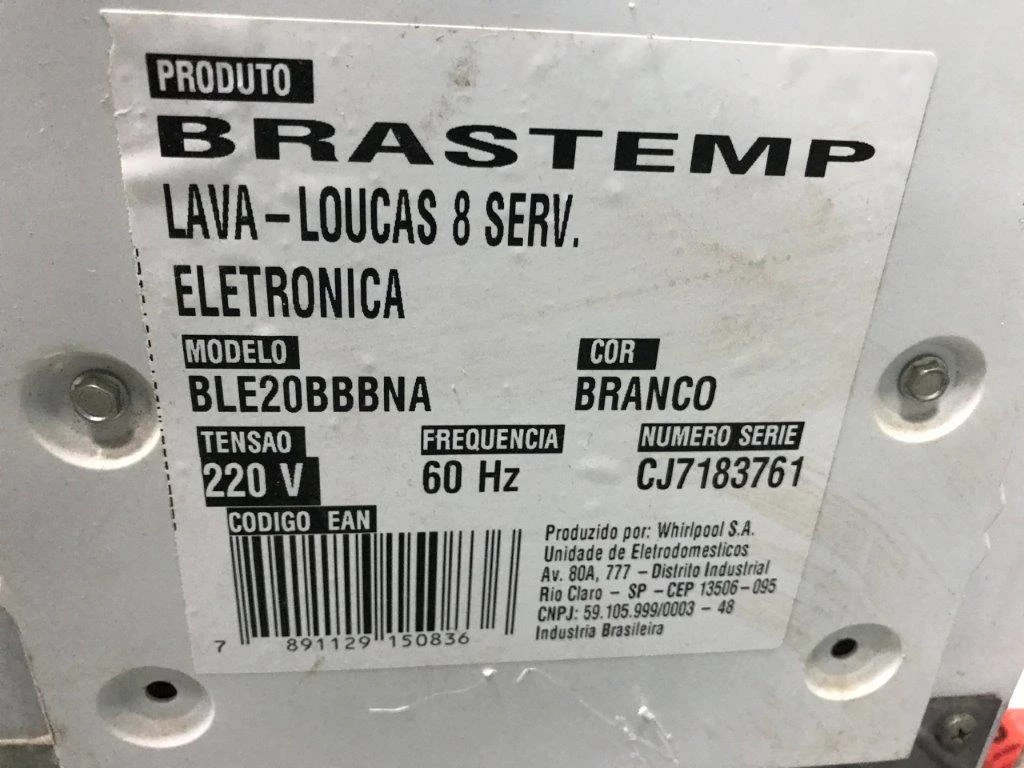 PRODUTO
BRASTEMP
LAVA-LOUCAS 8 SERV.
ELETRONICA
MODELO COR
BLE20BBBNA BRANCO
TENSAO FREQUENCIA NUMERO SERIE
220 V 60 Hz CJ7183761
CODIGO EAN
7 891129 150836
Produzido por: Whirlpool S.A.
Unidade de Eletrodomesticos
Av. 80A, 777 - Distrito Industrial
Rio Claro - SP - CEP 13506-095
CNPJ: 59.105.999/0003 - 48
Industria Brasileira